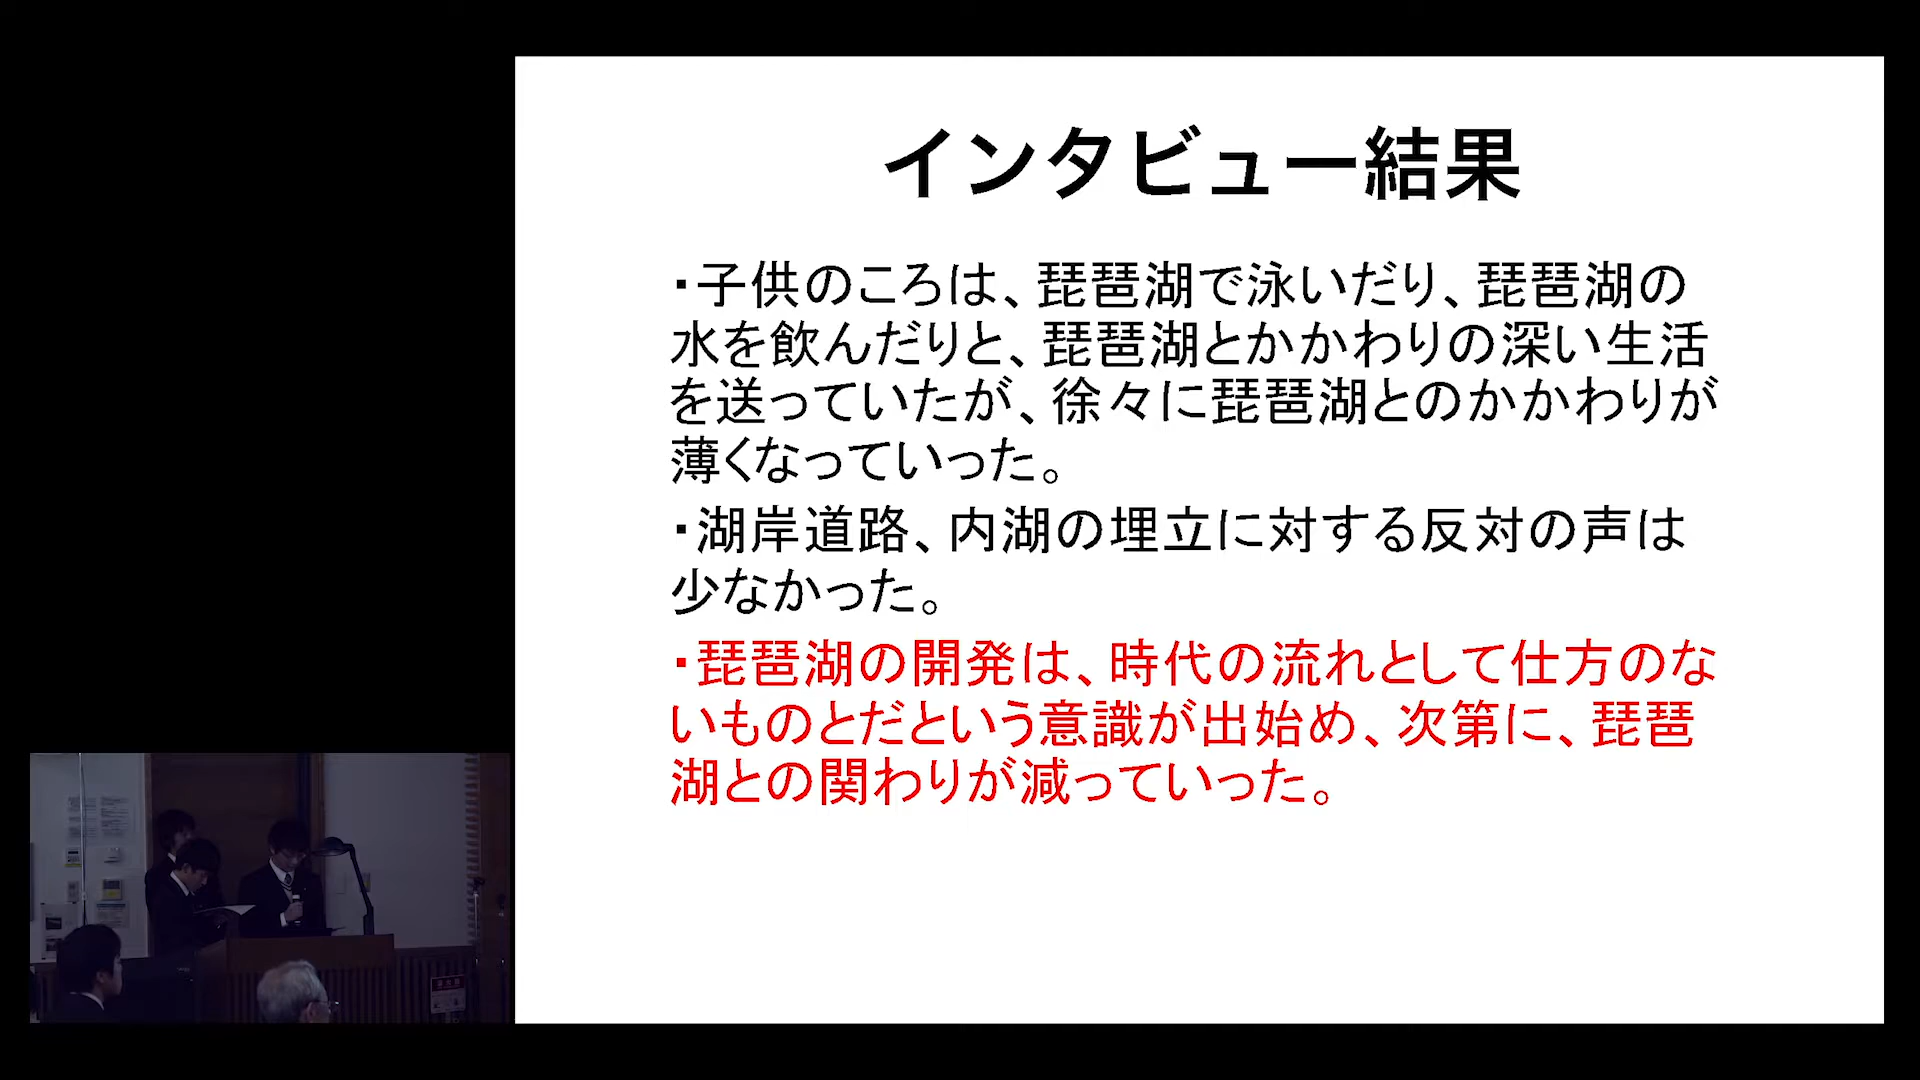 インタビュー結果
・子供のころは、琵琶湖で泳いだり、琵琶湖の
水を飲んだりと、琵琶湖とかかわりの深い生活
を送っていたが、徐々に琵琶湖とのかかわりが
薄くなっていった。
・湖岸道路、内湖の埋立に対する反対の声は
少なかった。
・琵琶湖の開発は、時代の流れとして仕方のな
いものとだという意識が出始め、次第に、琵琶
湖との関わりが減っていった。